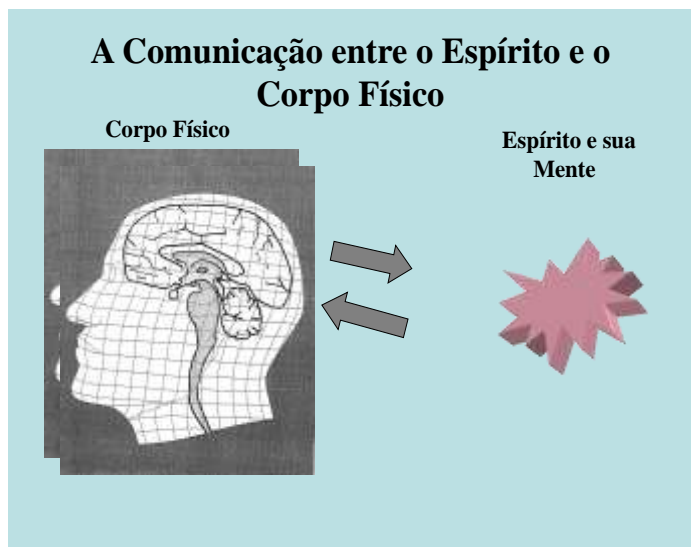 A Comunicação entre o Espírito e o
Corpo Físico
Corpo Físico
Espírito e sua
Mente